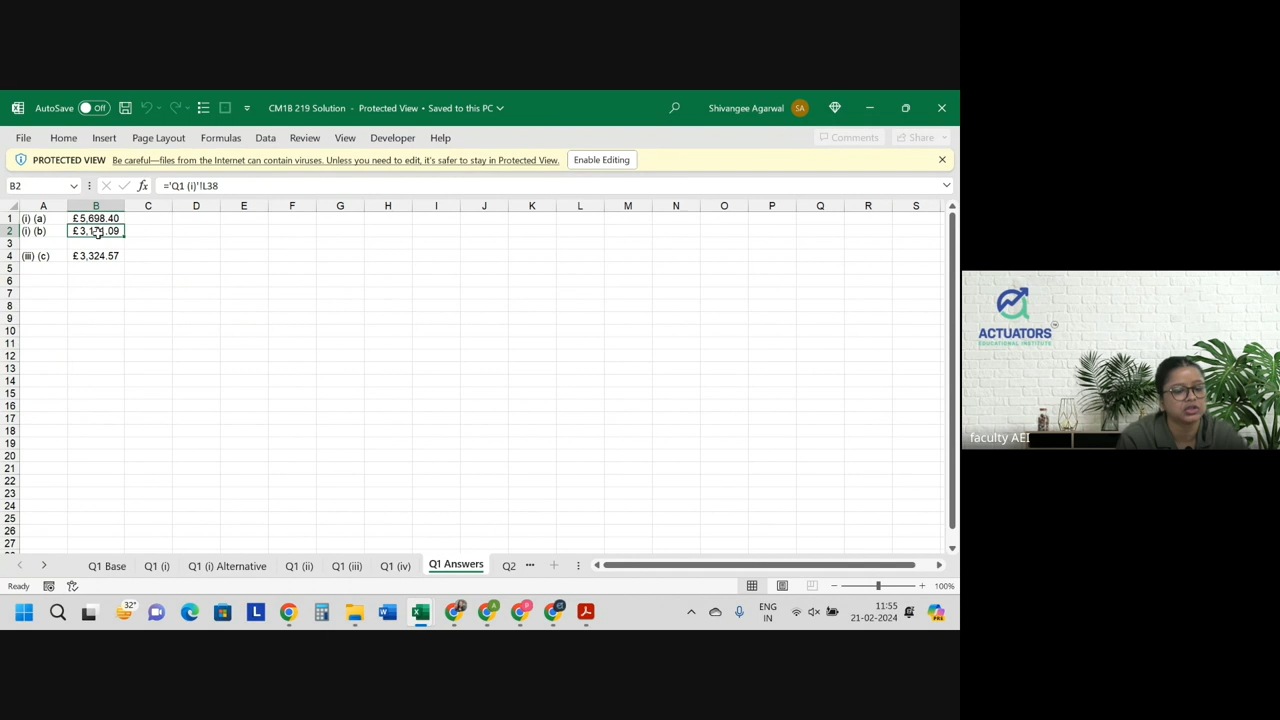 AutoSave Off CM1B 219 Solution - Protected View • Saved to this PC Shivangee Agarwal SA
File Home Insert Page Layout Formulas Data Review View Developer Help Comments Share
PROTECTED VIEW Be careful—files from the Internet can contain viruses. Unless you need to edit, it's safer to stay in Protected View. Enable Editing
B2 fx ='Q1 (i)'!L38
A B C D E F G H I J K L M N O P Q R S
1 (i) (a) £5,698.40
2 (i) (b)
3
4 (iii) (c) £3,324.57
5
6
7
8
9
10
11
12
13
14
15
16
17
18
19
20
21
22
23
24
25
26
27
Q1 Base Q1 (i) Q1 (i) Alternative Q1 (ii) Q1 (iii) Q1 (iv) Q1 Answers Q2
Ready 100%
32° ENG 11:55
IN 21-02-2024
ACTUATORS
EDUCATIONAL INSTITUTE
faculty AEI